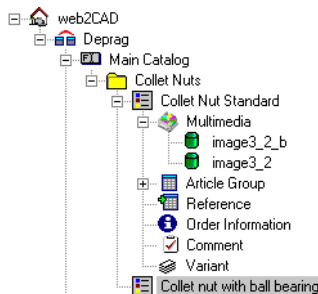 web2CAD
Deprag
Main Catalog
Collet Nuts
Collet Nut Standard
Multimedia
image3_2_b
image3_2
Article Group
Reference
Order Information
Comment
Variant
Collet nut with ball bearing